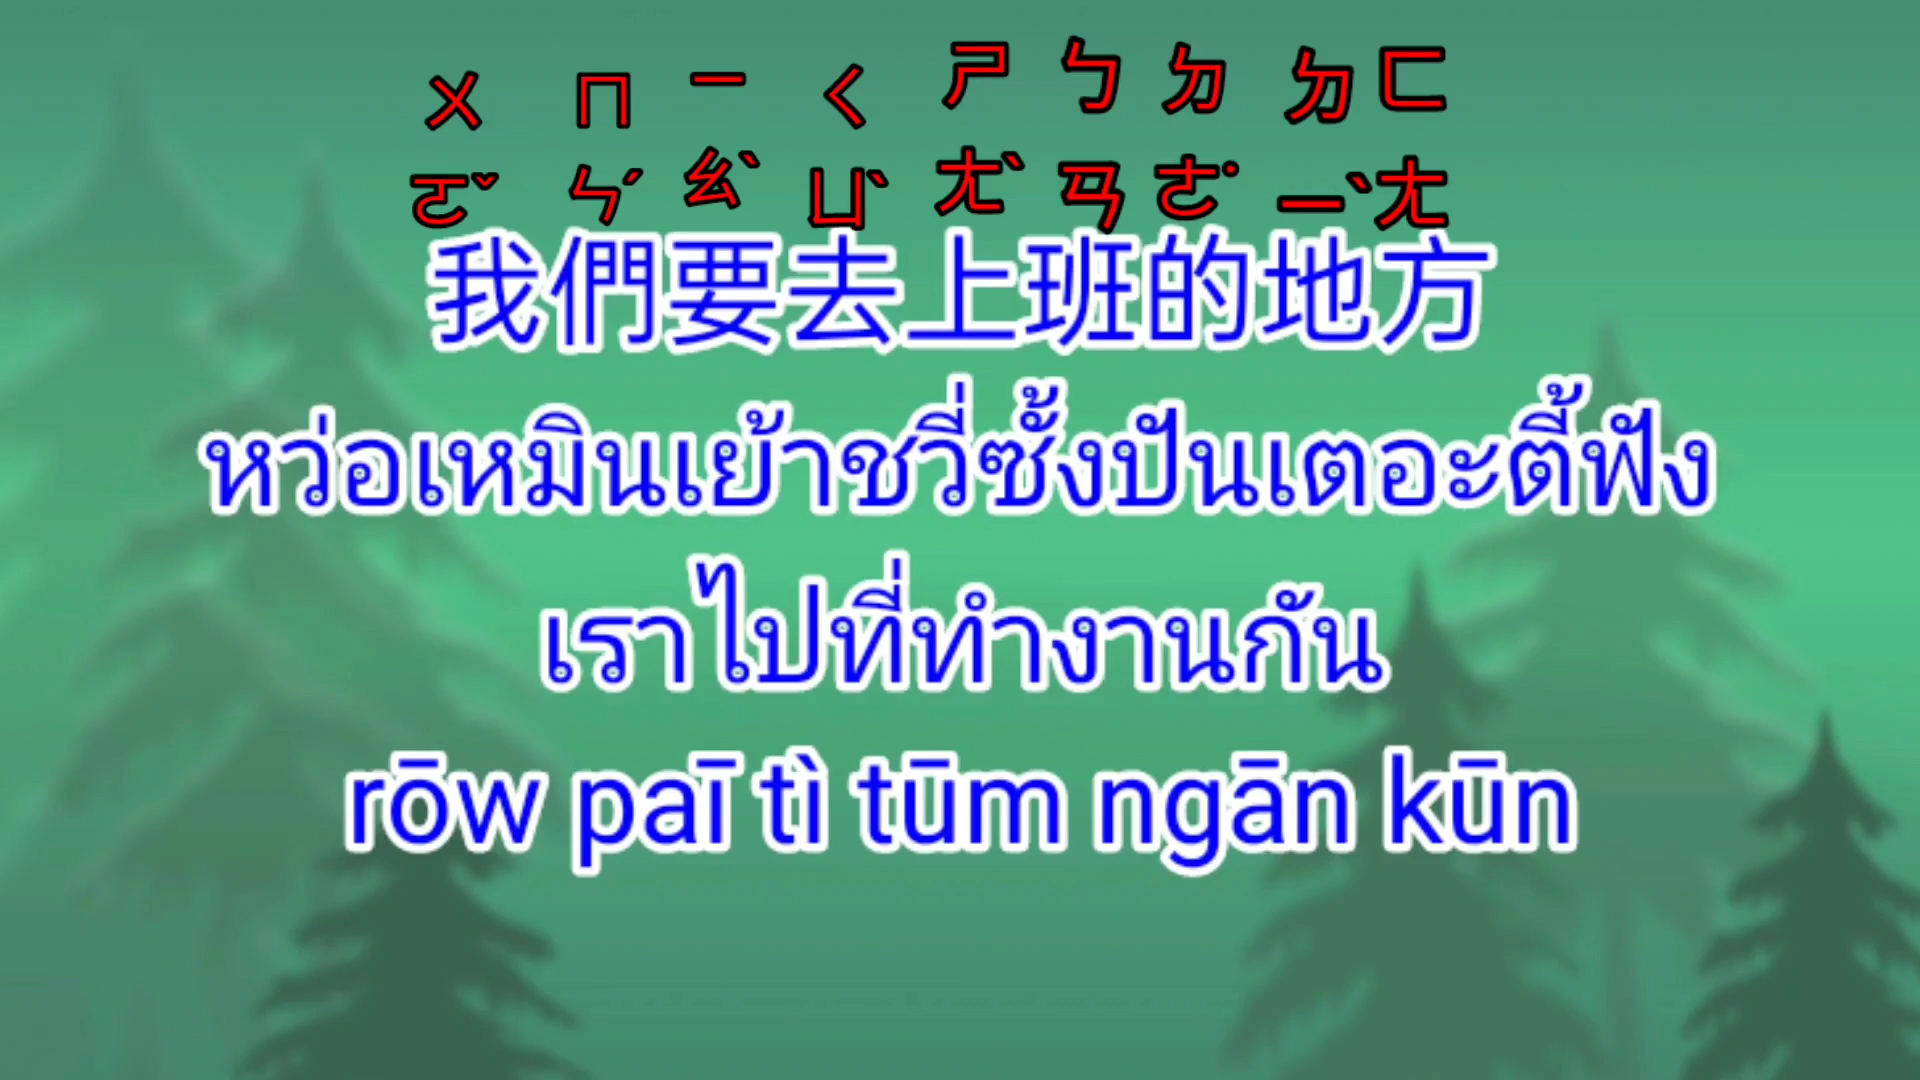 ㄨ ㄇ ㄧ ㄑ ㄕ ㄅ ㄉ ㄉ ㄈ
ㄛˇ ㄣˊ ㄠˋ ㄩˋ ㄤˋ ㄢ ㄜ˙ ㄧˋ ㄤ
我們要去上班的地方
หว่อเหมินเย้าชวี่ซั้งปันเตอะตี้ฟัง
เราไปที่ทำงานกัน
rōw paī tì tūm ngān kūn